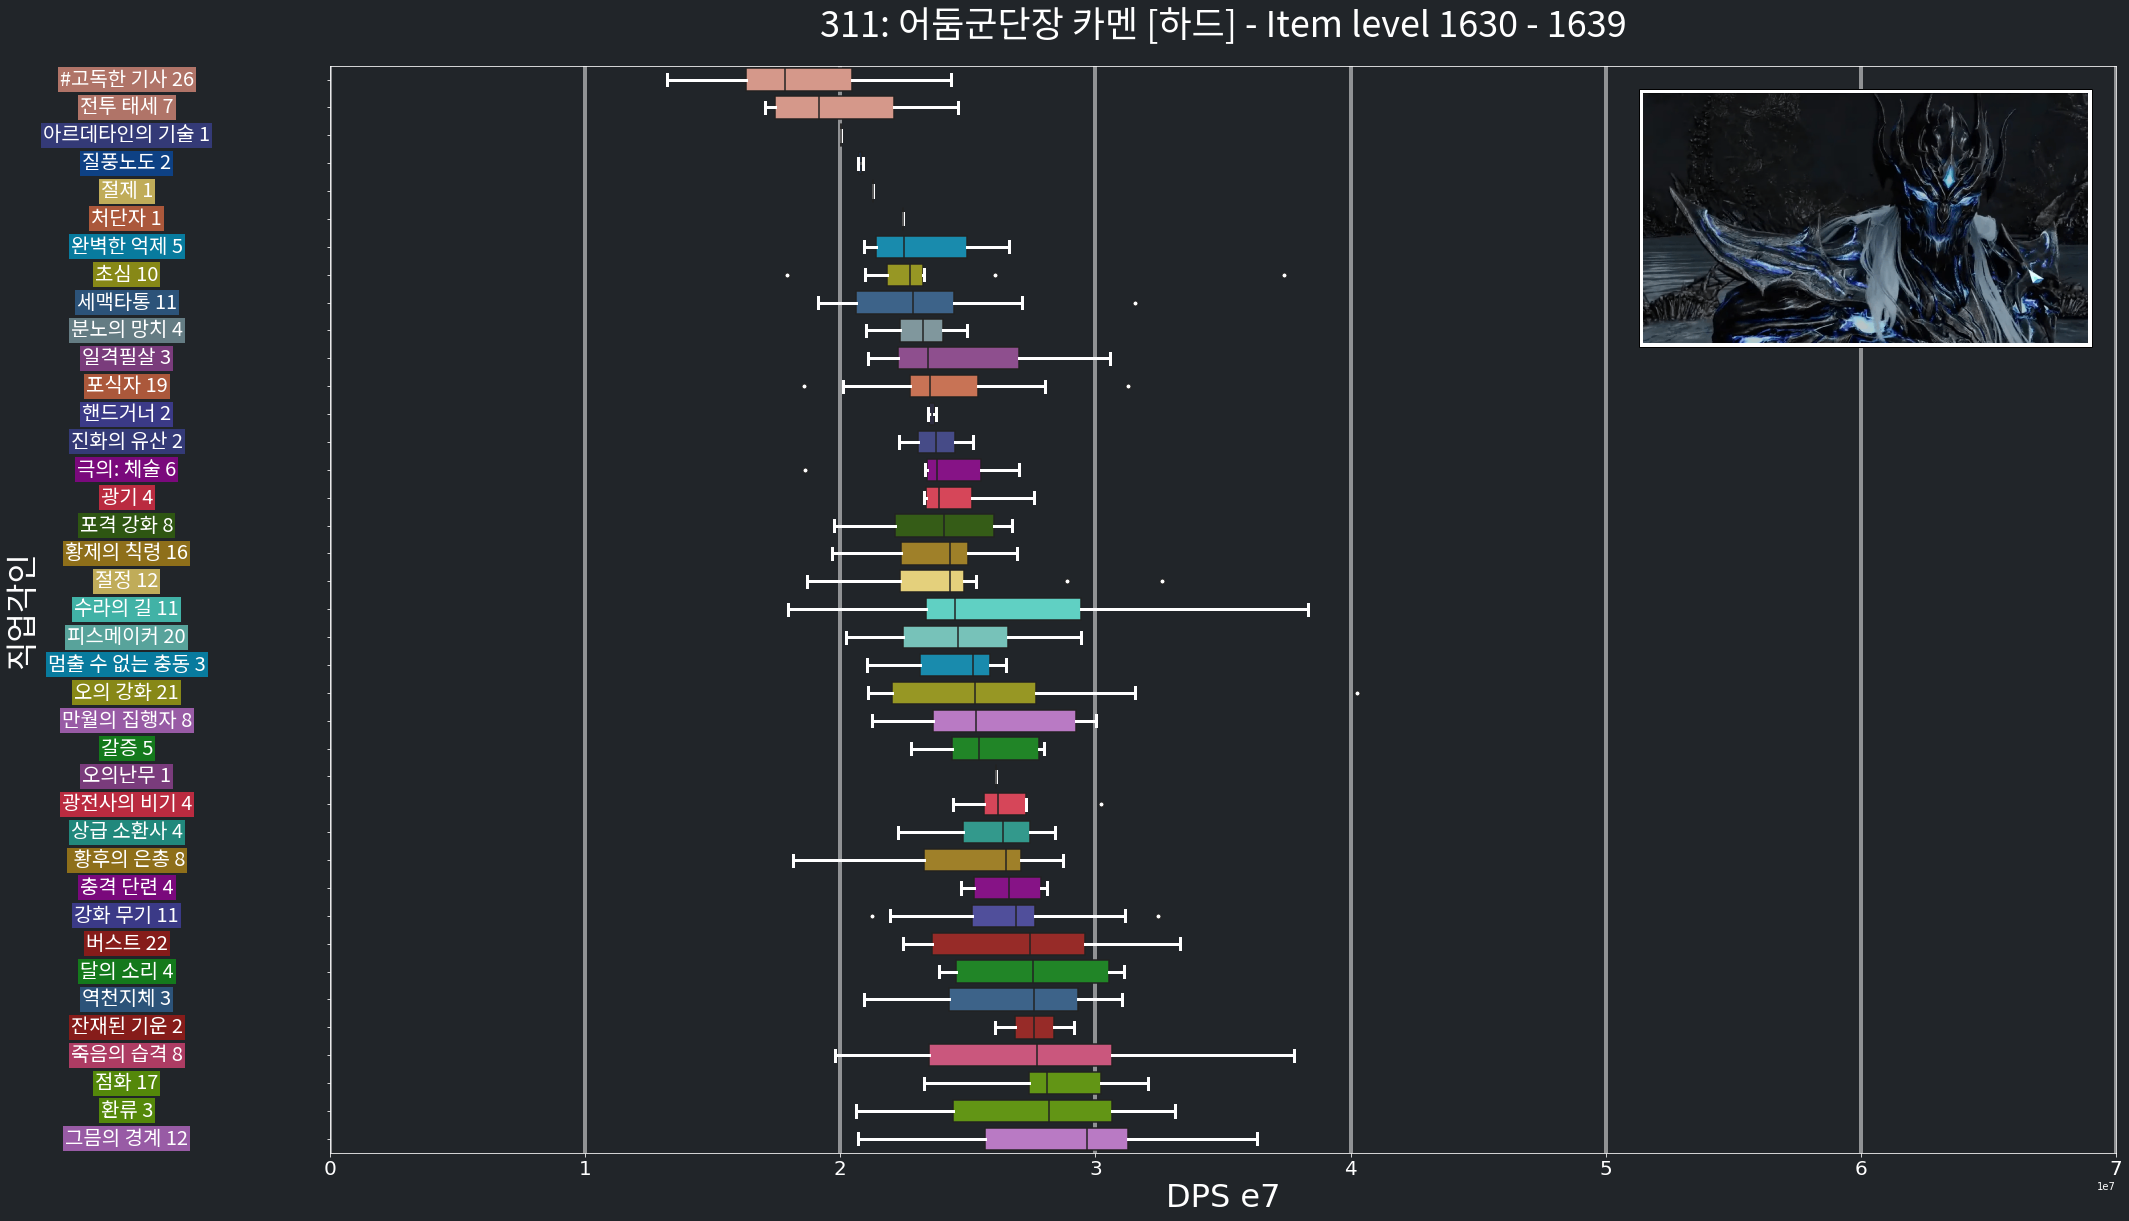 311: 어둠군단장 카멘 [하드] - Item level 1630 - 1639
#고독한 기사 26
전투 태세 7
아르데타인의 기술 1
질풍노도 2
절제 1
처단자 1
완벽한 억제 5
초심 10
세맥타통 11
분노의 망치 4
일격필살 3
포식자 19
핸드거너 2
진화의 유산 2
극의: 체술 6
광기 4
포격 강화 8
황제의 칙령 16
절정 12
수라의 길 11
피스메이커 20
멈출 수 없는 충동 3
오의 강화 21
만월의 집행자 8
갈증 5
오의난무 1
광전사의 비기 4
상급 소환사 4
황후의 은총 8
충격 단련 4
강화 무기 11
버스트 22
달의 소리 4
역천지체 3
잔재된 기운 2
죽음의 습격 8
점화 17
환류 3
그믐의 경계 12
직업각인
0 1 2 3 4 5 6 7
1e7
DPS e7